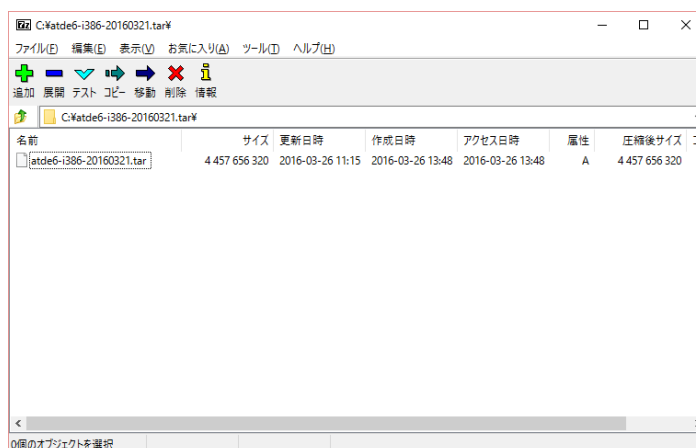 C:¥atde6-i386-20160321.tar¥
ファイル(F) 編集(E) 表示(V) お気に入り(A) ツール(T) ヘルプ(H)
追加 展開 テスト コピー 移動 削除 情報
C:¥atde6-i386-20160321.tar¥
名前 サイズ 更新日時 作成日時 アクセス日時 属性 圧縮後サイズ
atde6-i386-20160321.tar 4 457 656 320 2016-03-26 11:15 2016-03-26 13:48 2016-03-26 13:48 A 4 457 656 320
0個のオブジェクトを選択